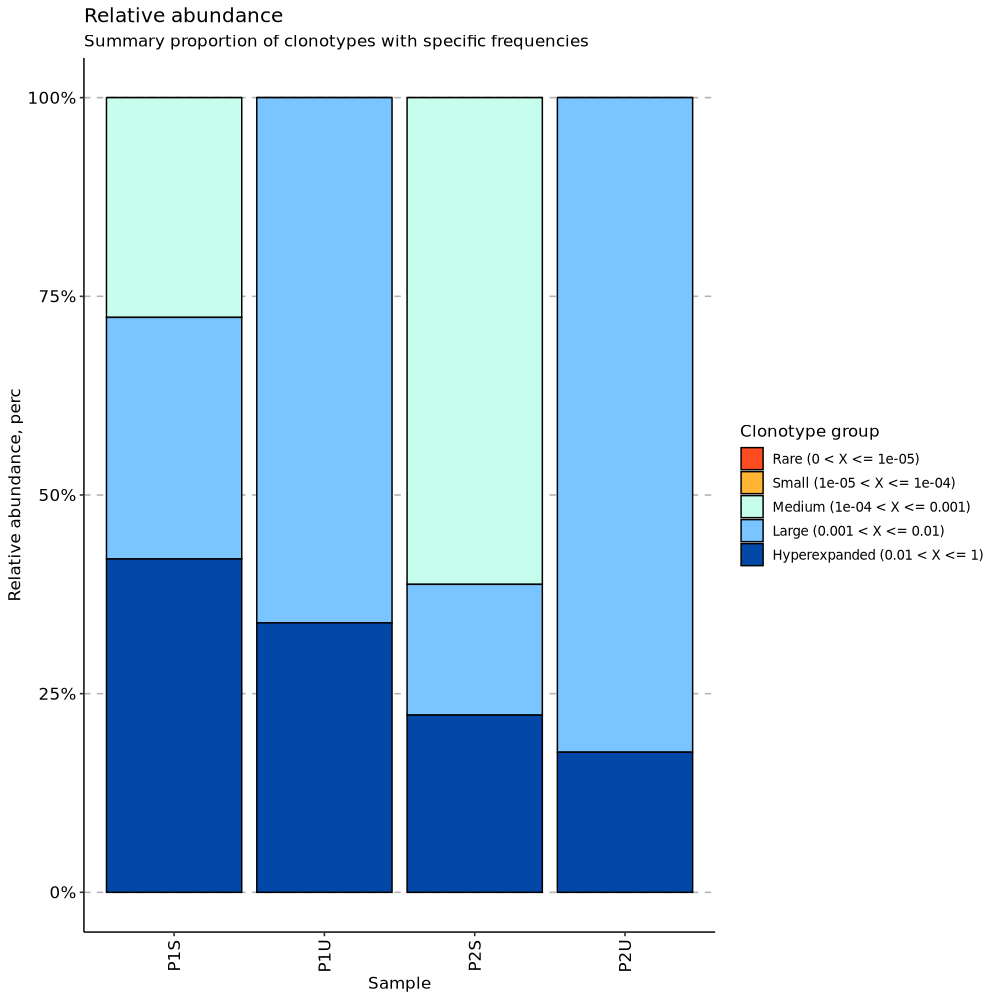 Relative abundance
Summary proportion of clonotypes with specific frequencies
Relative abundance, perc
100%
75%
50%
25%
0%
P1S
P1U
P2S
P2U
Sample
Clonotype group
Rare (0 < X <= 1e-05)
Small (1e-05 < X <= 1e-04)
Medium (1e-04 < X <= 0.001)
Large (0.001 < X <= 0.01)
Hyperexpanded (0.01 < X <= 1)